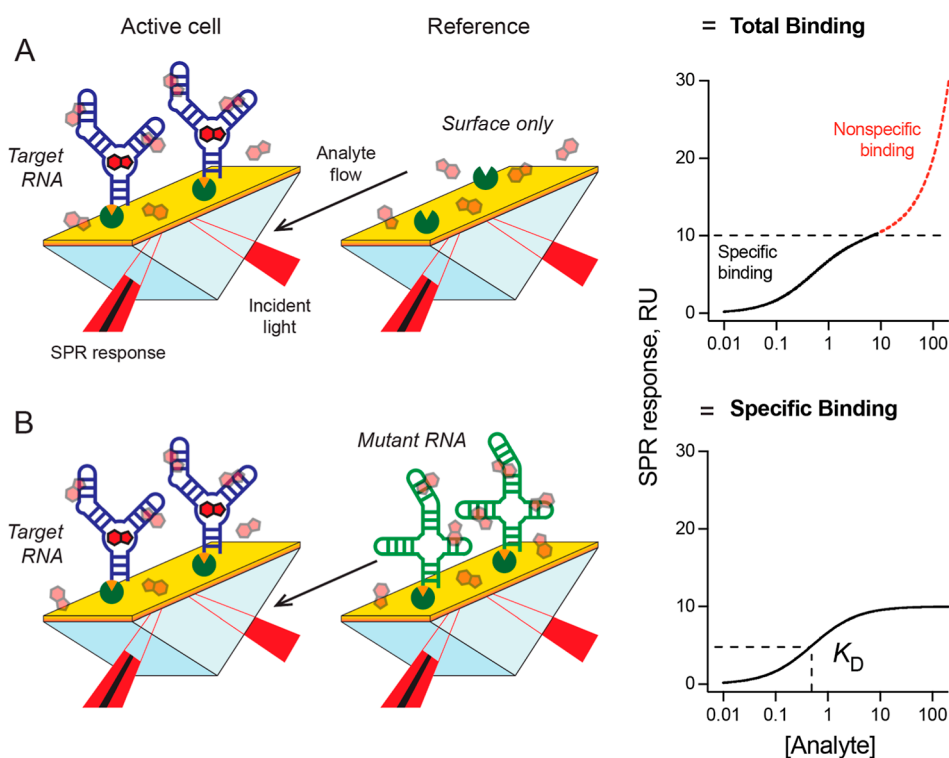 Active cell
Reference
= Total Binding
A
Target
RNA
Surface only
Analyte
flow
Incident
light
SPR response
30
20
10
0
Nonspecific
binding
Specific
binding
0.01 0.1 1 10 100
SPR response, RU
B
Target
RNA
Mutant RNA
= Specific Binding
30
20
10
0
KD
0.01 0.1 1 10 100
[Analyte]